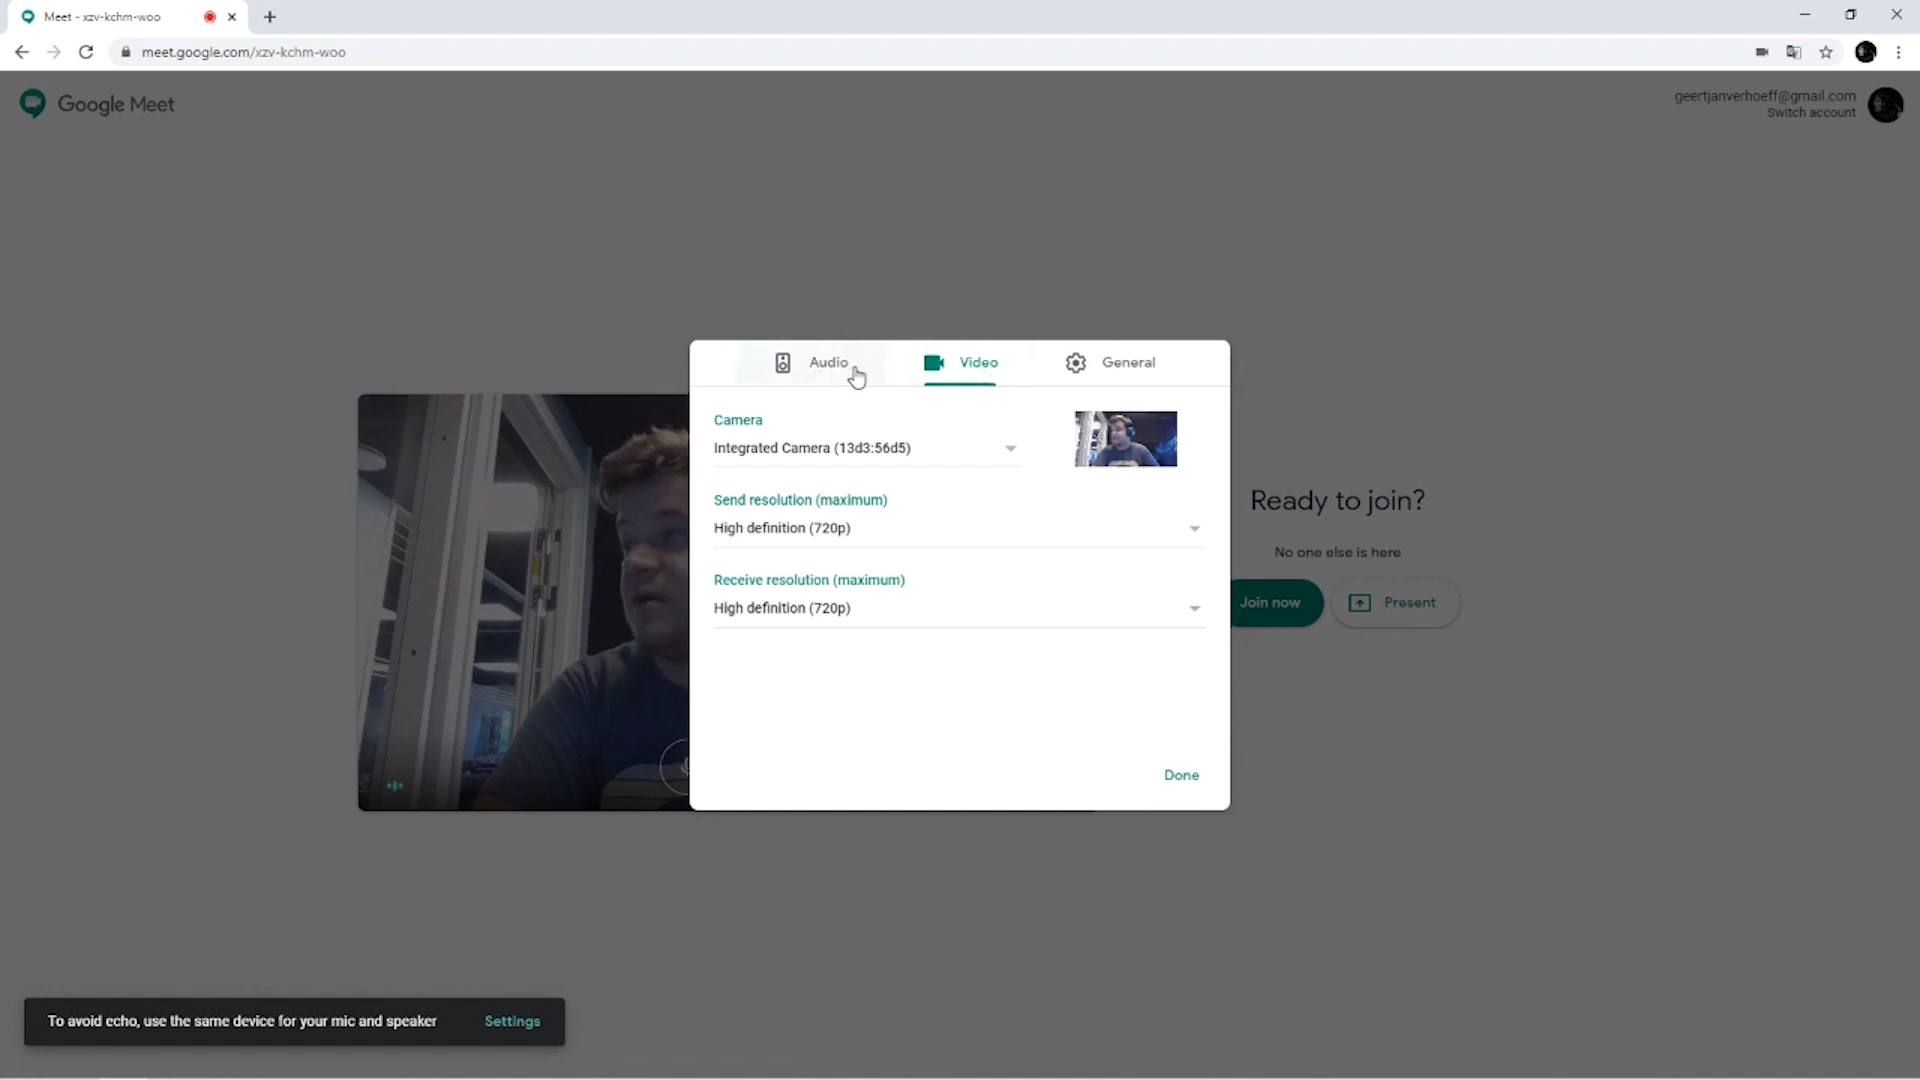 Meet - xzv-kchm-woo
meet.google.com/xzv-kchm-woo
Google Meet
geertjanverhoeff@gmail.com
Switch account
Audio
Video
General
Camera
Integrated Camera (13d3:56d5)
Send resolution (maximum)
High definition (720p)
Receive resolution (maximum)
High definition (720p)
Done
Ready to join?
No one else is here
Join now
Present
To avoid echo, use the same device for your mic and speaker
Settings